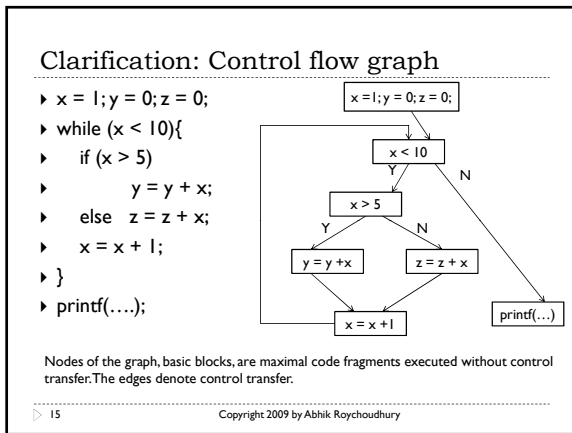 Clarification: Control flow graph
x = 1; y = 0; z = 0;
while (x < 10){
if (x > 5)
y = y + x;
else z = z + x;
x = x + 1;
}
printf(….);
x =1; y = 0; z = 0;
x < 10
Y
N
x > 5
Y
N
y = y +x
z = z + x
x = x +1
printf(…)
Nodes of the graph, basic blocks, are maximal code fragments executed without control
transfer. The edges denote control transfer.
15
Copyright 2009 by Abhik Roychoudhury